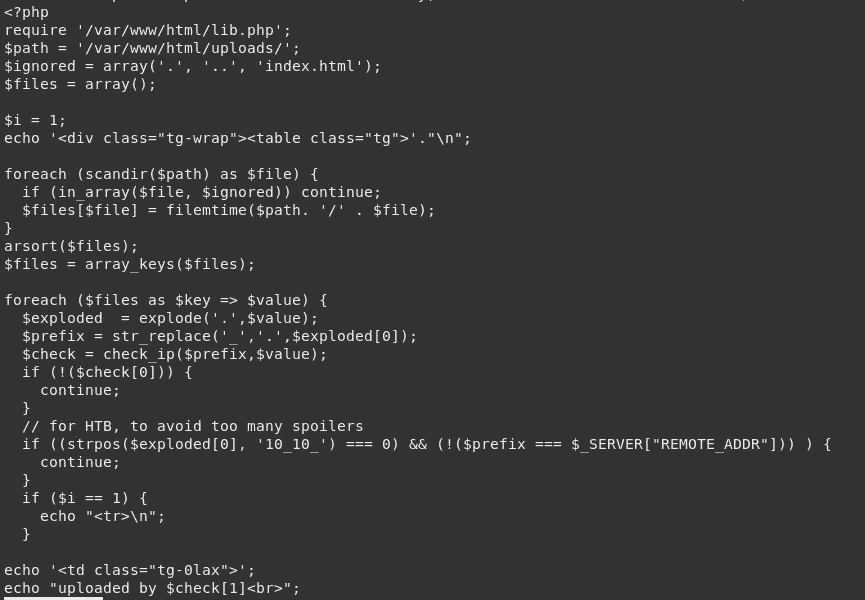 <?php
require '/var/www/html/lib.php';
$path = '/var/www/html/uploads/';
$ignored = array('.', '..', 'index.html');
$files = array();

$i = 1;
echo '<div class="tg-wrap"><table class="tg">'."\n";

foreach (scandir($path) as $file) {
  if (in_array($file, $ignored)) continue;
  $files[$file] = filemtime($path. '/' . $file);
}
arsort($files);
$files = array_keys($files);

foreach ($files as $key => $value) {
  $exploded  = explode('.',$value);
  $prefix = str_replace('_','.',$exploded[0]);
  $check = check_ip($prefix,$value);
  if (!($check[0])) {
    continue;
  }
  // for HTB, to avoid too many spoilers
  if ((strpos($exploded[0], '10_10_') === 0) && (!($prefix === $_SERVER["REMOTE_ADDR"])) ) {
    continue;
  }
  if ($i == 1) {
    echo "<tr>\n";
  }

echo '<td class="tg-0lax">';
echo "uploaded by $check[1]<br>";